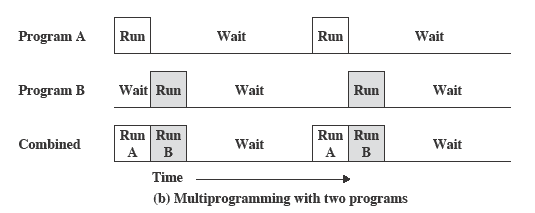 Program A Run Wait Run Wait
Program B Wait Run Wait Run Wait
Combined Run A Run B Wait Run A Run B Wait
Time
(b) Multiprogramming with two programs